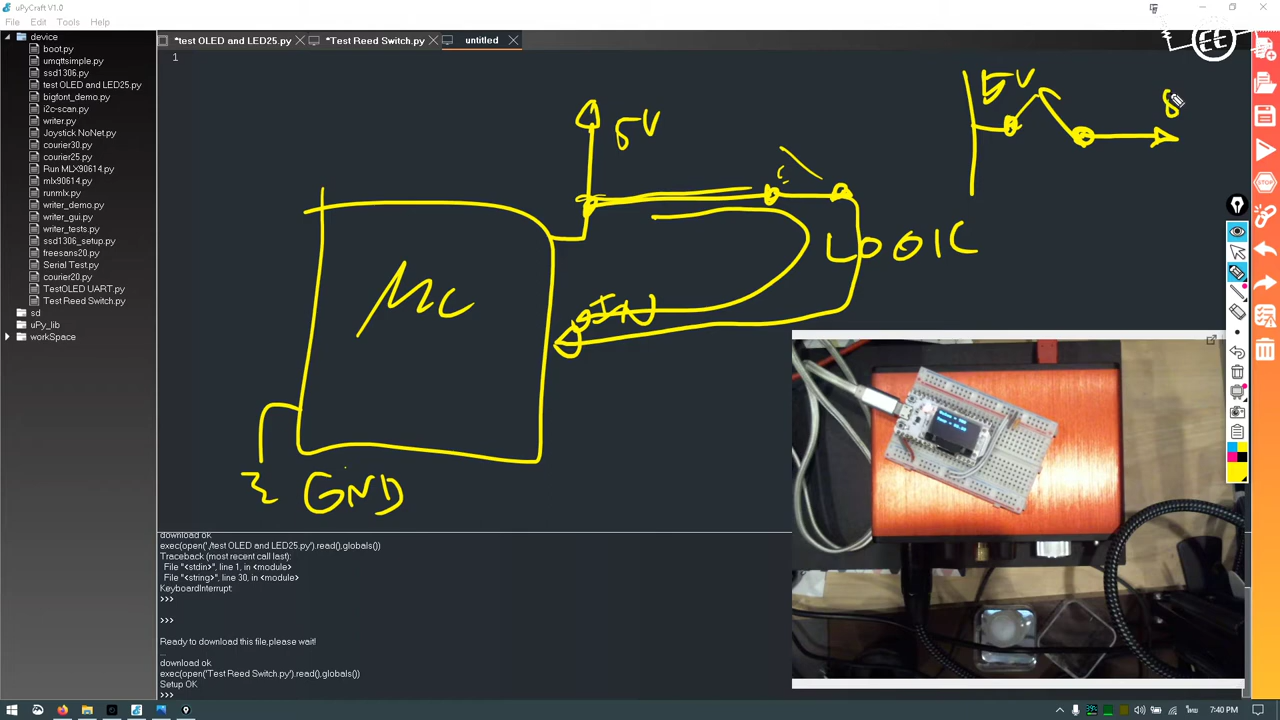 uPyCraft V1.0
File Edit Tools Help
device
boot.py
umqttsimple.py
ssd1306.py
test OLED and LED25.py
bigfont_demo.py
i2c-scan.py
writer.py
Joystick NoNet.py
courier30.py
courier25.py
Run MLX90614.py
mlx90614.py
runmlx.py
writer_demo.py
writer_gui.py
writer_tests.py
ssd1306_setup.py
freesans20.py
Serial Test.py
courier20.py
TestOLED UART.py
Test Reed Switch.py
sd
uPy_lib
workSpace
*test OLED and LED25.py
*Test Reed Switch.py
untitled
1
EE
5V
5V
8
LOGIC
MC
IN
GND
download ok
exec(open('./test OLED and LED25.py').read(),globals())
Traceback (most recent call last):
File "<stdin>", line 1, in <module>
File "<string>", line 30, in <module>
KeyboardInterrupt:
>>>
>>>
Ready to download this file,please wait!
...
download ok
exec(open('Test Reed Switch.py').read(),globals())
Setup OK
>>>
ไทย
7:40 PM